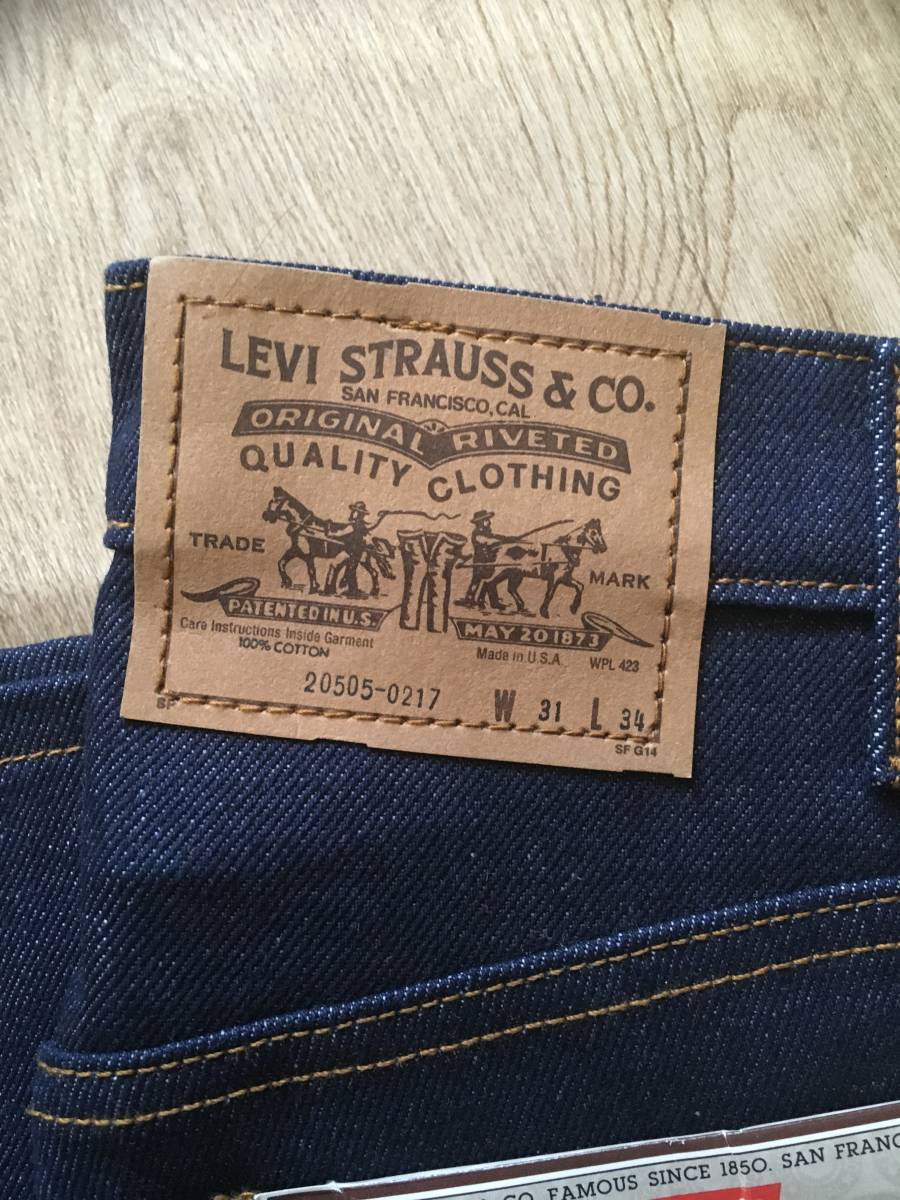 LEVI STRAUSS & CO.
SAN FRANCISCO, CAL
ORIGINAL RIVETED
QUALITY CLOTHING
TRADE MARK
PATENTED IN U.S. MAY 20 1873
Care Instructions Inside Garment
100% COTTON
Made in U.S.A. WPL 423
20505-0217 W 31 L 34
SF SF G14
CO. FAMOUS SINCE 1850. SAN FRANC